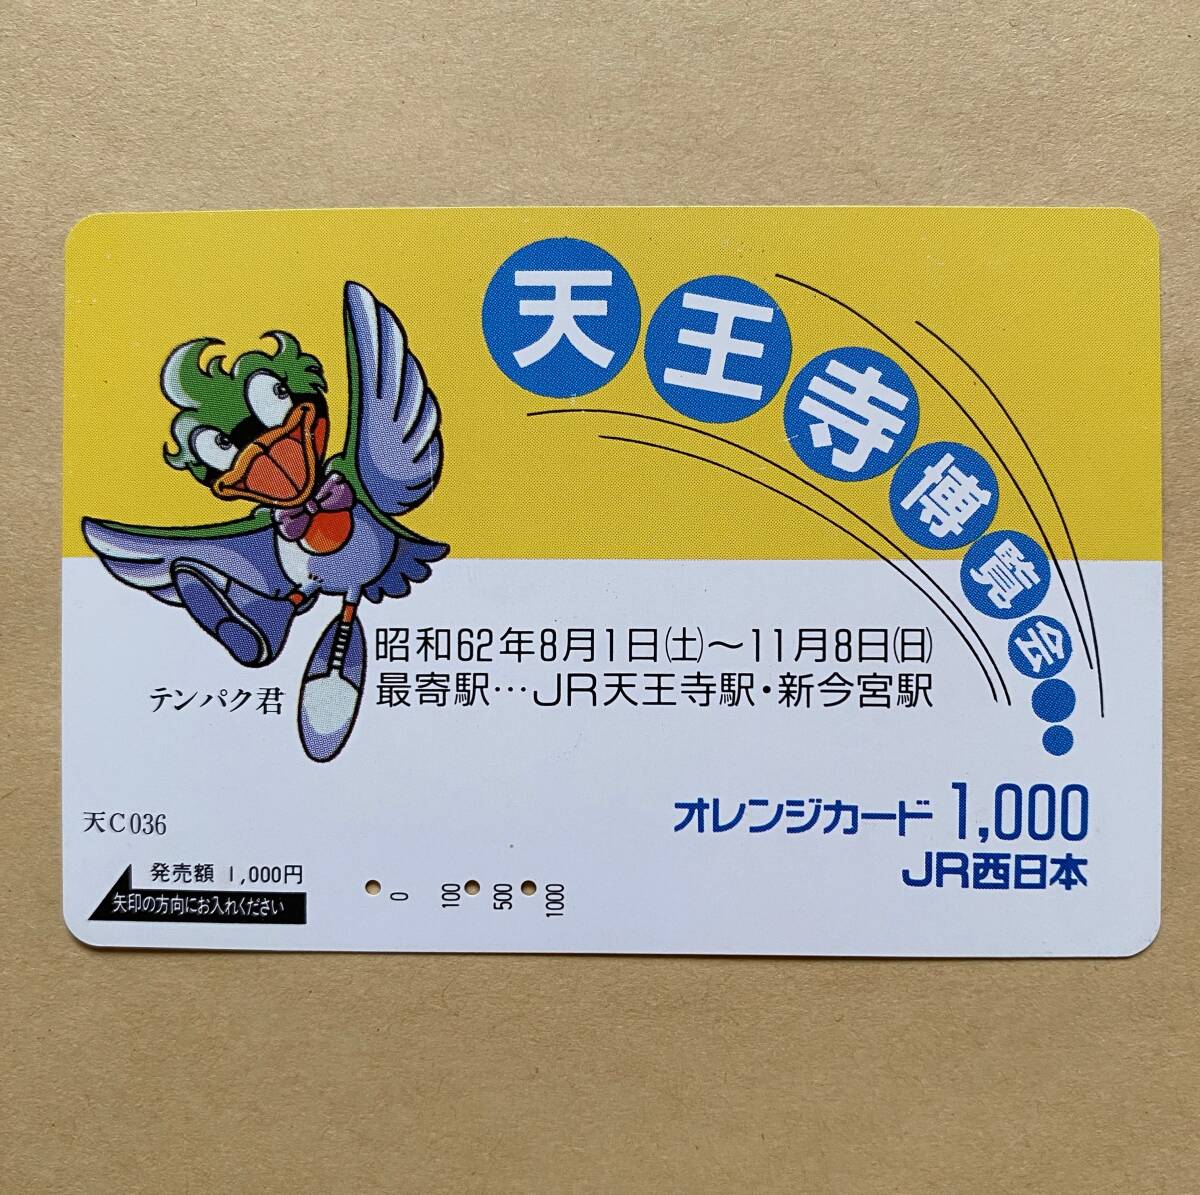 天王寺博覧会
昭和62年8月1日(土)～11月8日(日)
最寄駅…JR天王寺駅・新今宮駅
テンパク君
オレンジカード 1,000
JR西日本
天C036
発売額 1,000円
矢印の方向にお入れください
0 100 500 1000